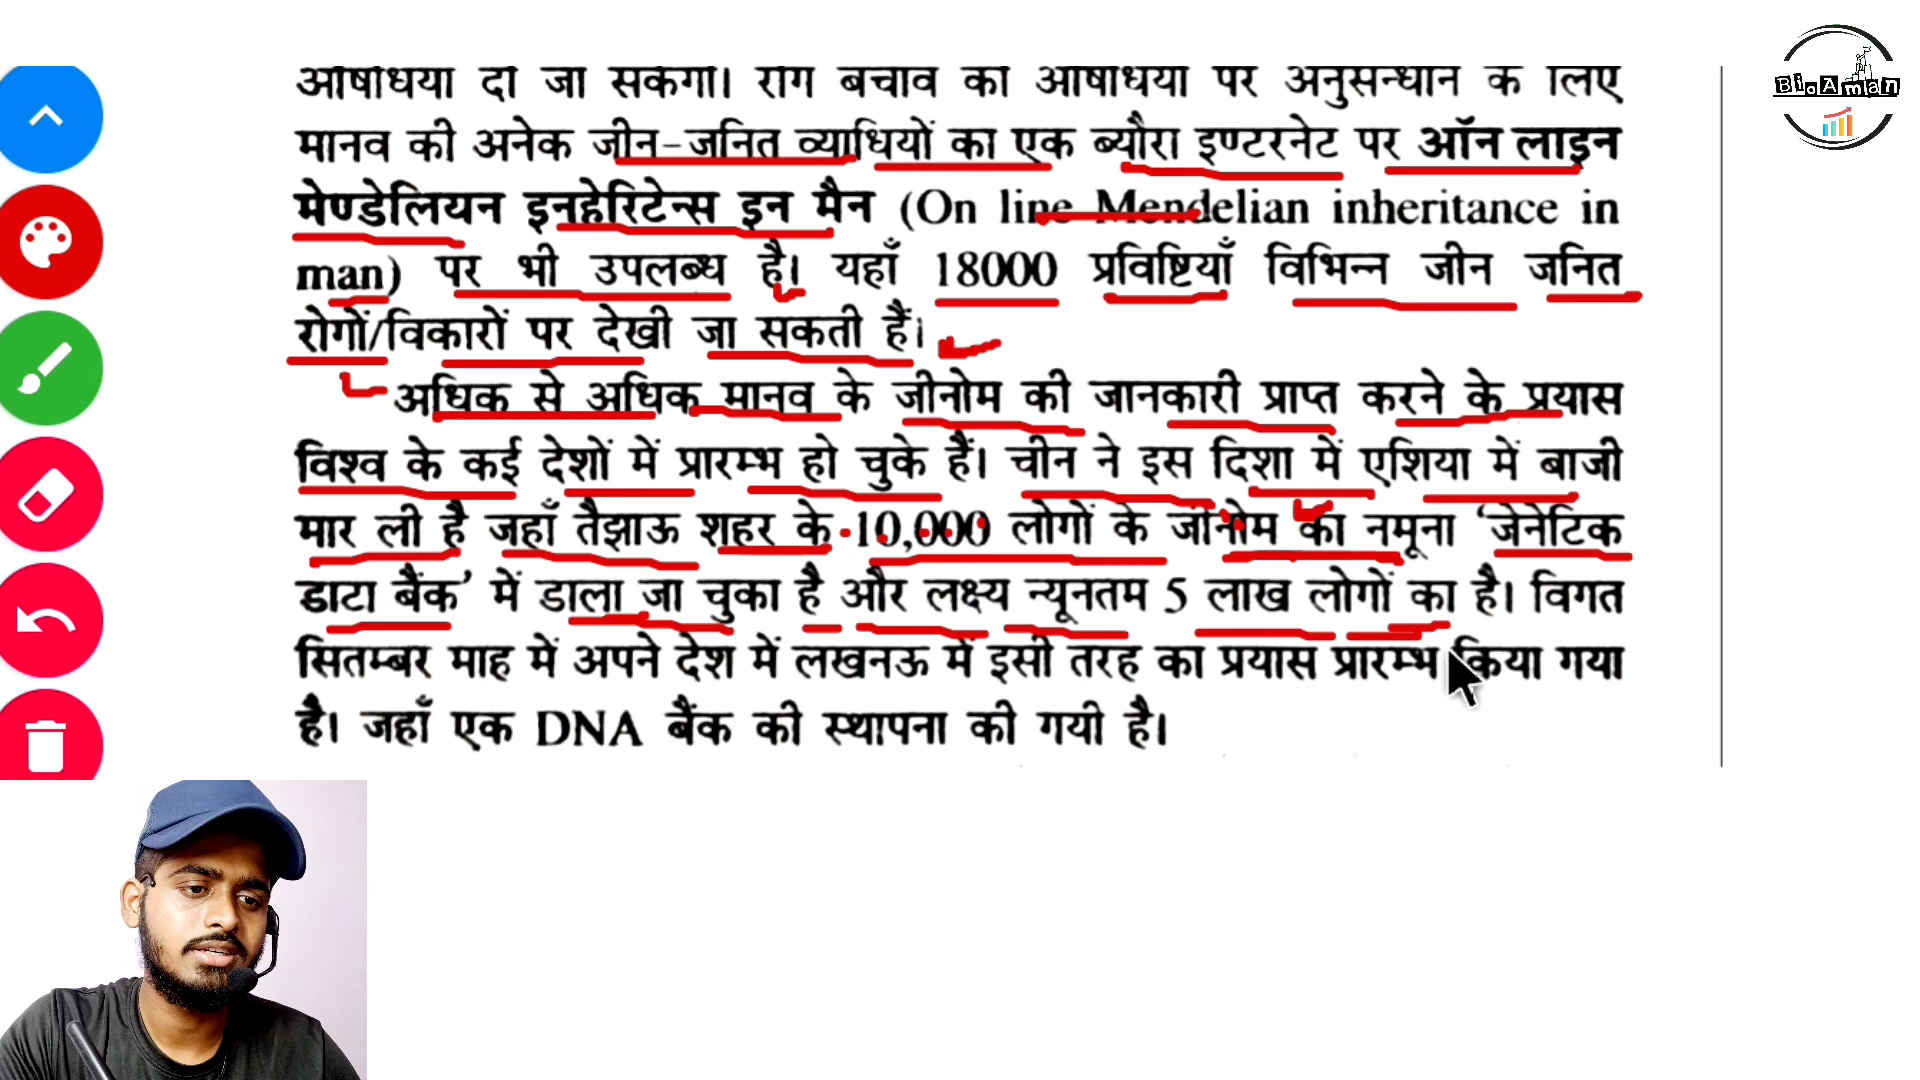 औषधियाँ दी जा सकेंगी। रोग बचाव की औषधियों पर अनुसन्धान के लिए
मानव की अनेक जीन-जनित व्याधियों का एक ब्यौरा इण्टरनेट पर ऑन लाइन
मेण्डेलियन इनहेरिटेन्स इन मैन (On line Mendelian inheritance in
man) पर भी उपलब्ध है। यहाँ 18000 प्रविष्टियाँ विभिन्न जीन जनित
रोगों/विकारों पर देखी जा सकती हैं।
अधिक से अधिक मानव के जीनोम की जानकारी प्राप्त करने के प्रयास
विश्व के कई देशों में प्रारम्भ हो चुके हैं। चीन ने इस दिशा में एशिया में बाजी
मार ली है जहाँ तैझाऊ शहर के 10,000 लोगों के जीनोम का नमूना ‘जेनेटिक
डाटा बैंक’ में डाला जा चुका है और लक्ष्य न्यूनतम 5 लाख लोगों का है। विगत
सितम्बर माह में अपने देश में लखनऊ में इसी तरह का प्रयास प्रारम्भ किया गया
है। जहाँ एक DNA बैंक की स्थापना की गयी है।
BioAman